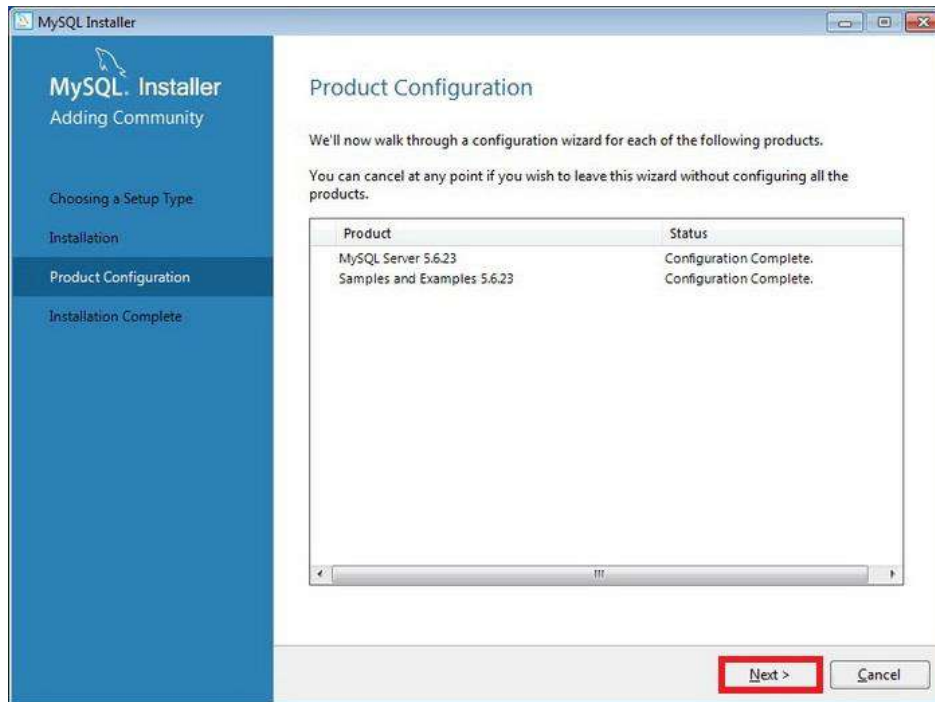 MySQL Installer
MySQL. Installer
Adding Community
Choosing a Setup Type
Installation
Product Configuration
Installation Complete
Product Configuration
We'll now walk through a configuration wizard for each of the following products.
You can cancel at any point if you wish to leave this wizard without configuring all the
products.
Product Status
MySQL Server 5.6.23 Configuration Complete.
Samples and Examples 5.6.23 Configuration Complete.
Next > Cancel